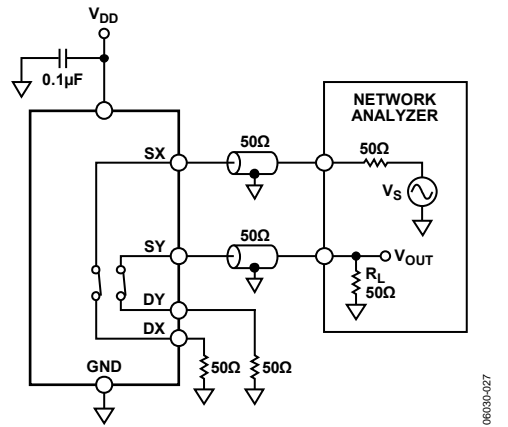 VDD
0.1µF
NETWORK
ANALYZER
SX
50Ω
50Ω
VS
SY
50Ω
VOUT
RL
50Ω
DY
DX
GND
50Ω
50Ω
06030-027